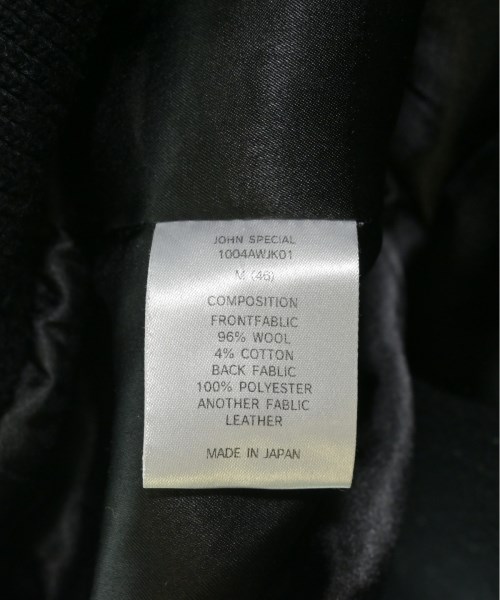 JOHN SPECIAL
1004AWJK01
M (46)
COMPOSITION
FRONTFABLIC
96% WOOL
4% COTTON
BACK FABLIC
100% POLYESTER
ANOTHER FABLIC
LEATHER
MADE IN JAPAN